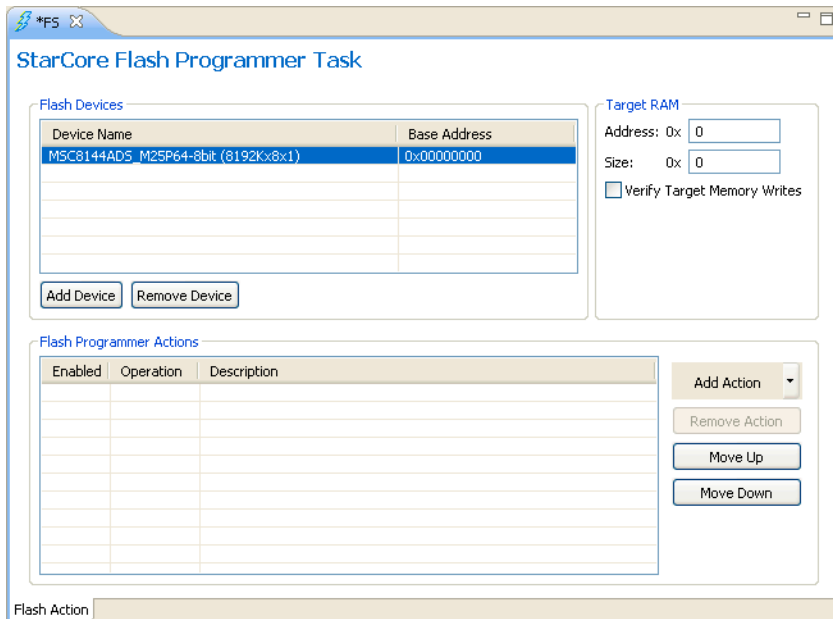 *FS
StarCore Flash Programmer Task
Flash Devices
Device Name Base Address
MSC8144ADS_M25P64-8bit (8192Kx8x1) 0x00000000
Add Device Remove Device
Target RAM
Address: 0x 0
Size: 0x 0
Verify Target Memory Writes
Flash Programmer Actions
Enabled Operation Description
Add Action
Remove Action
Move Up
Move Down
Flash Action